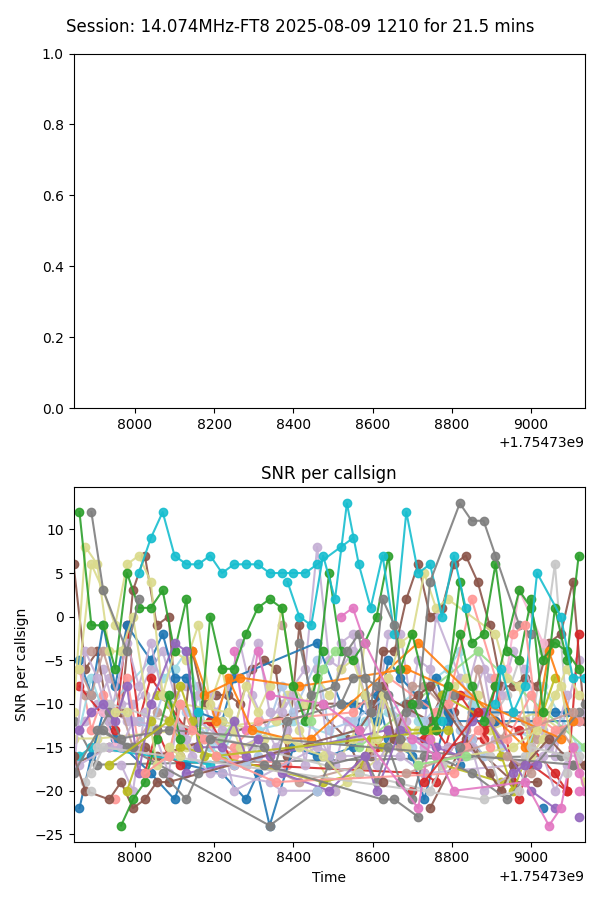 Session: 14.074MHz-FT8 2025-08-09 1210 for 21.5 mins
1.0
0.8
0.6
0.4
0.2
0.0
8000 8200 8400 8600 8800 9000
+1.75473e9
SNR per callsign
10
5
0
−5
−10
−15
−20
−25
SNR per callsign
8000 8200 8400 8600 8800 9000
Time
+1.75473e9